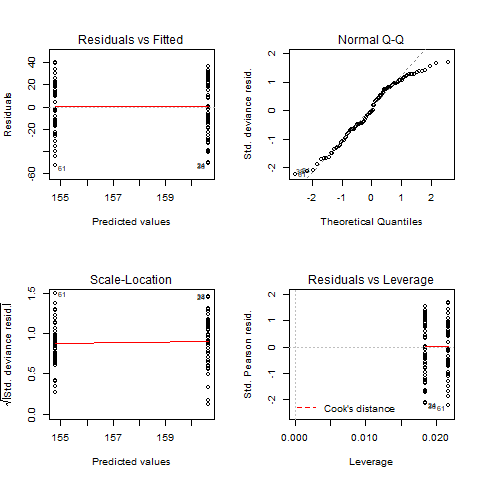 Residuals vs Fitted
Residuals
-60 -20 0 20 40
61
155 157 159
Predicted values
Normal Q-Q
Std. deviance resid.
-2 -1 0 1 2
61
-2 -1 0 1 2
Theoretical Quantiles
Scale-Location
√|Std. deviance resid.|
0.0 0.5 1.0 1.5
61
155 157 159
Predicted values
Residuals vs Leverage
Std. Pearson resid.
-2 -1 0 1 2
61
Cook's distance
0.000 0.010 0.020
Leverage